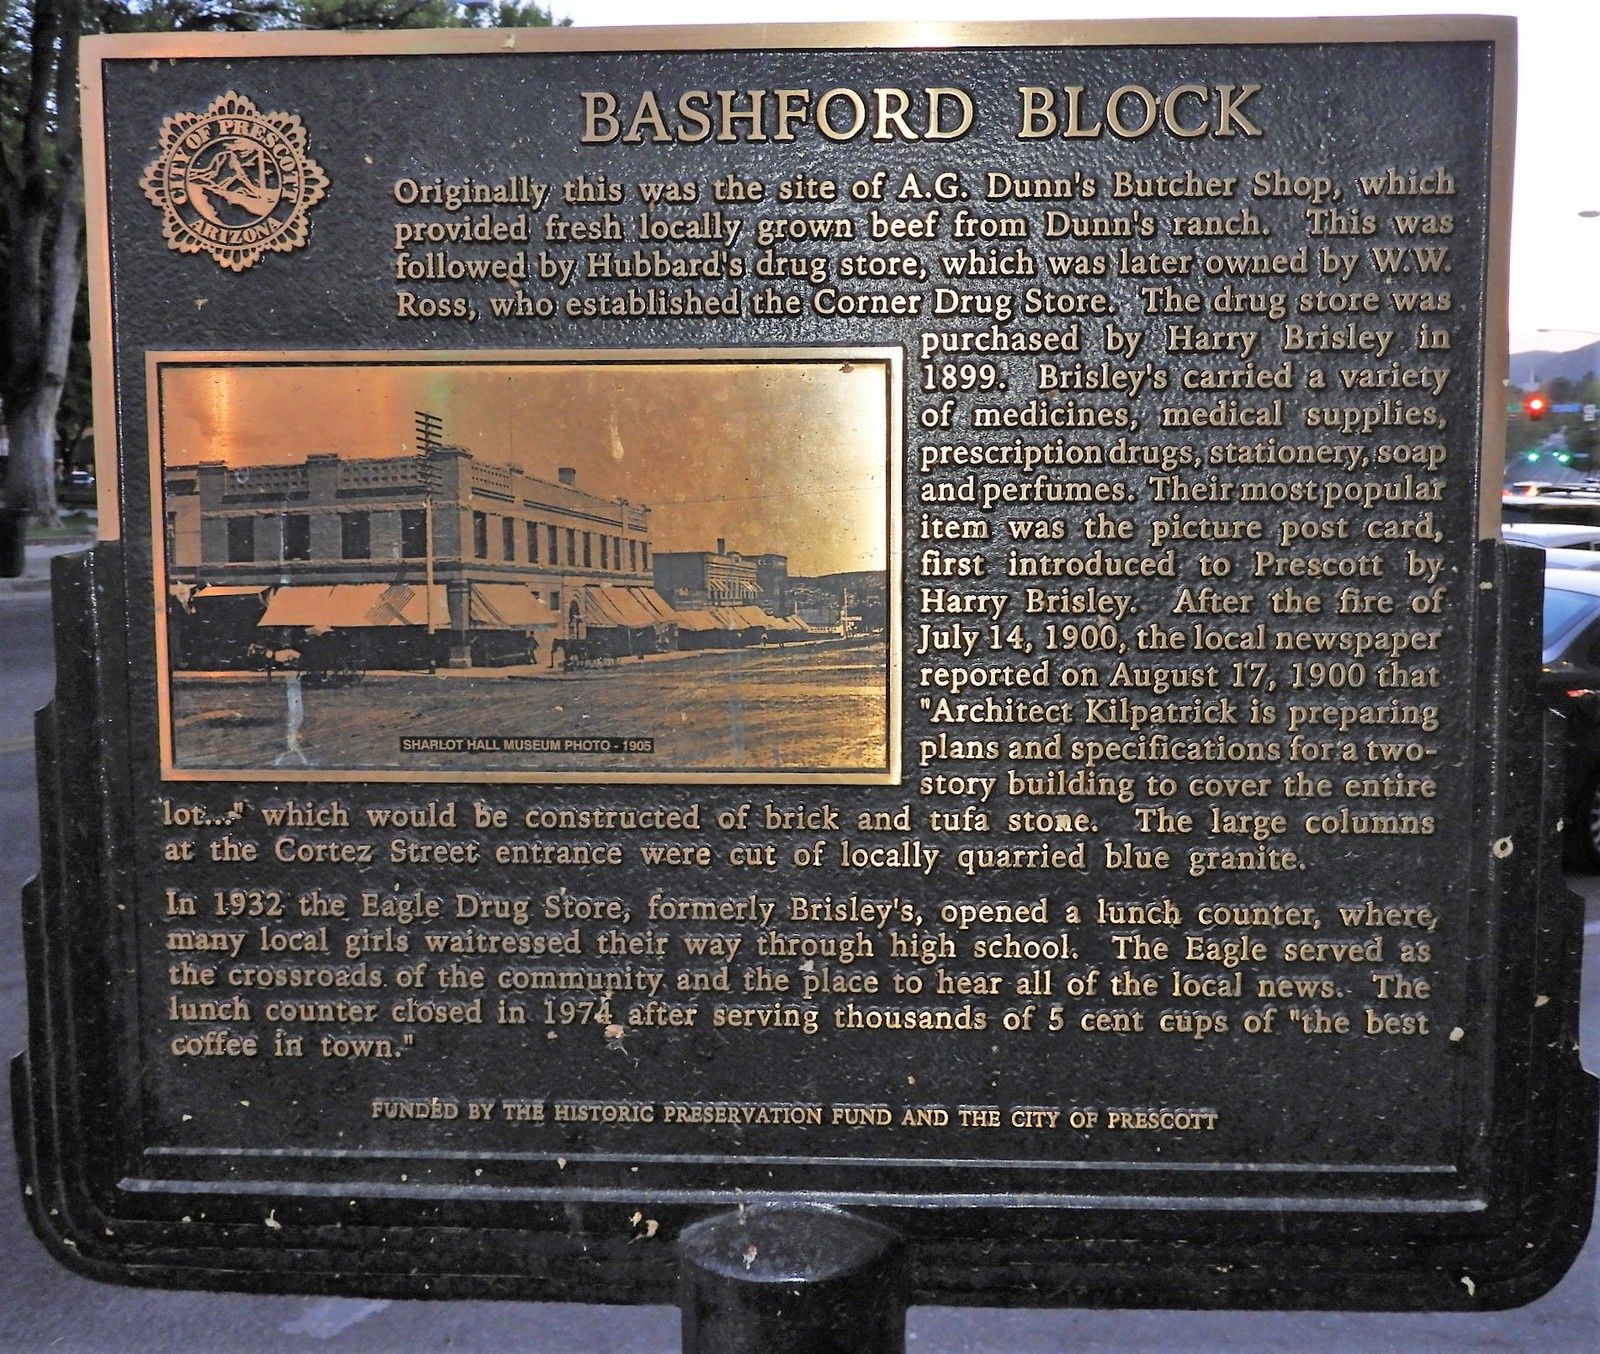 BASHFORD BLOCK
CITY OF PRESCOTT
ARIZONA
Originally this was the site of A.G. Dunn's Butcher Shop, which
provided fresh locally grown beef from Dunn's ranch. This was
followed by Hubbard's drug store, which was later owned by W.W.
Ross, who established the Corner Drug Store. The drug store was
purchased by Harry Brisley in
1899. Brisley's carried a variety
of medicines, medical supplies,
prescription drugs, stationery, soap
and perfumes. Their most popular
item was the picture post card,
first introduced to Prescott by
Harry Brisley. After the fire of
July 14, 1900, the local newspaper
reported on August 17, 1900 that
"Architect Kilpatrick is preparing
plans and specifications for a two-
story building to cover the entire
lot..." which would be constructed of brick and tufa stone. The large columns
at the Cortez Street entrance were cut of locally quarried blue granite.
SHARLOT HALL MUSEUM PHOTO - 1905
In 1932 the Eagle Drug Store, formerly Brisley's, opened a lunch counter, where
many local girls waitressed their way through high school. The Eagle served as
the crossroads of the community and the place to hear all of the local news. The
lunch counter closed in 1974 after serving thousands of 5 cent cups of "the best
coffee in town."
FUNDED BY THE HISTORIC PRESERVATION FUND AND THE CITY OF PRESCOTT